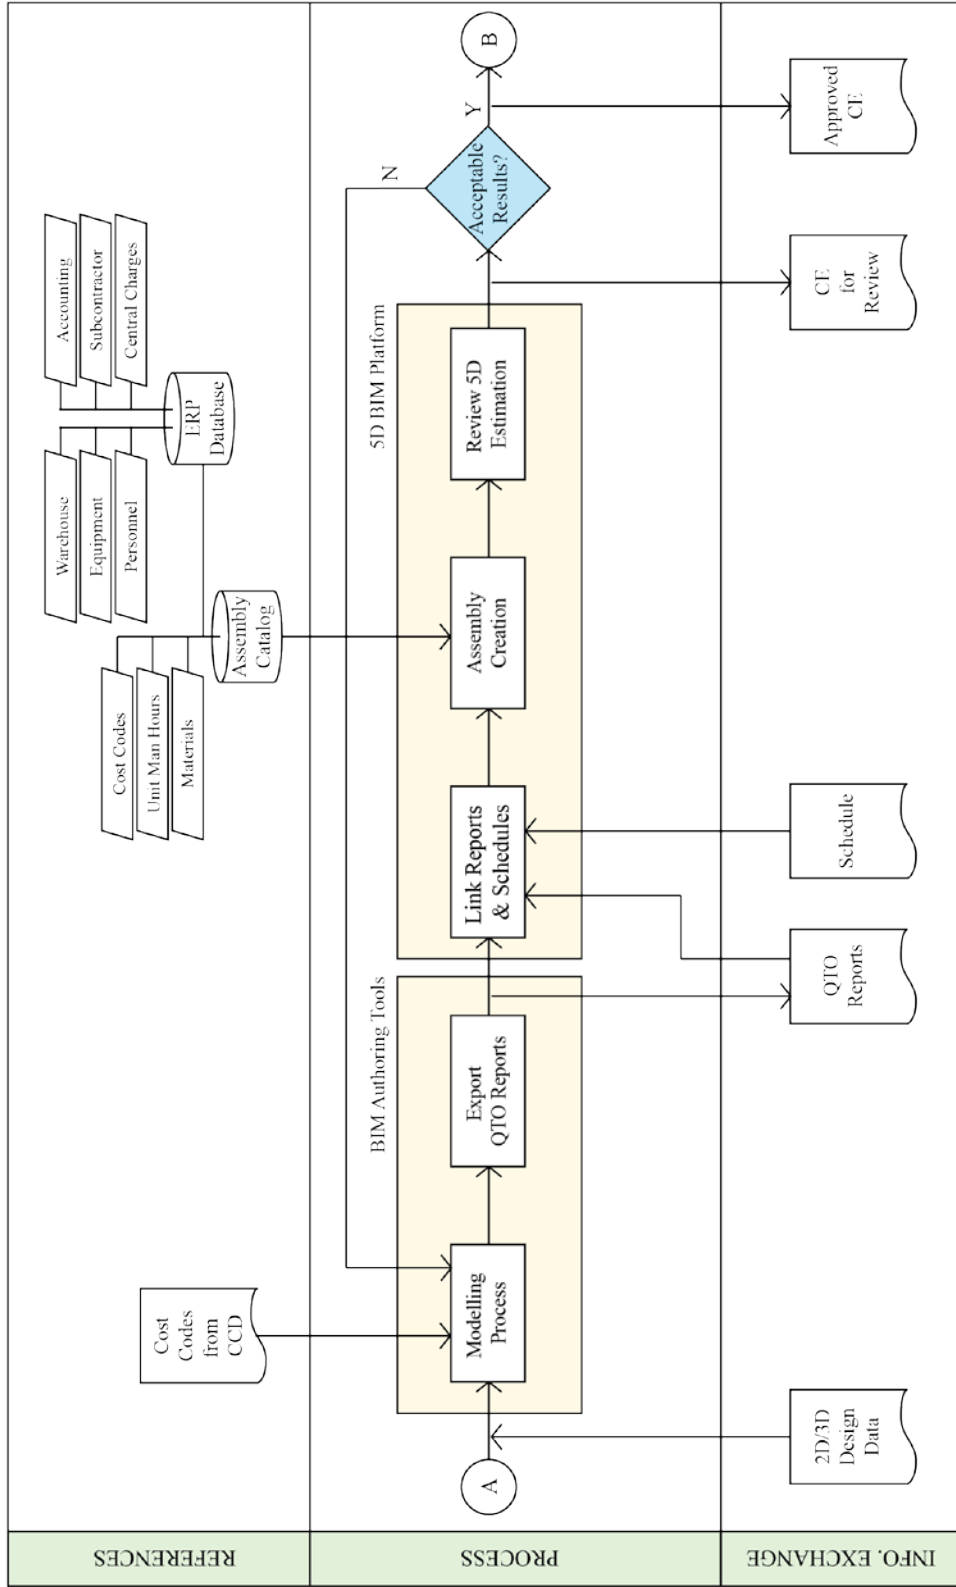 REFERENCES
Cost
Codes
from
CCD
Cost Codes
Unit Man Hours
Materials
Assembly
Catalog
Warehouse
Equipment
Personnel
ERP
Database
Accounting
Subcontractor
Central Charges
PROCESS
A
BIM Authoring Tools
Modelling
Process
Export
QTO Reports
5D BIM Platform
Link Reports
& Schedules
Assembly
Creation
Review 5D
Estimation
Acceptable
Results?
N
Y
B
INFO. EXCHANGE
2D/3D
Design
Data
QTO
Reports
Schedule
CE
for
Review
Approved
CE